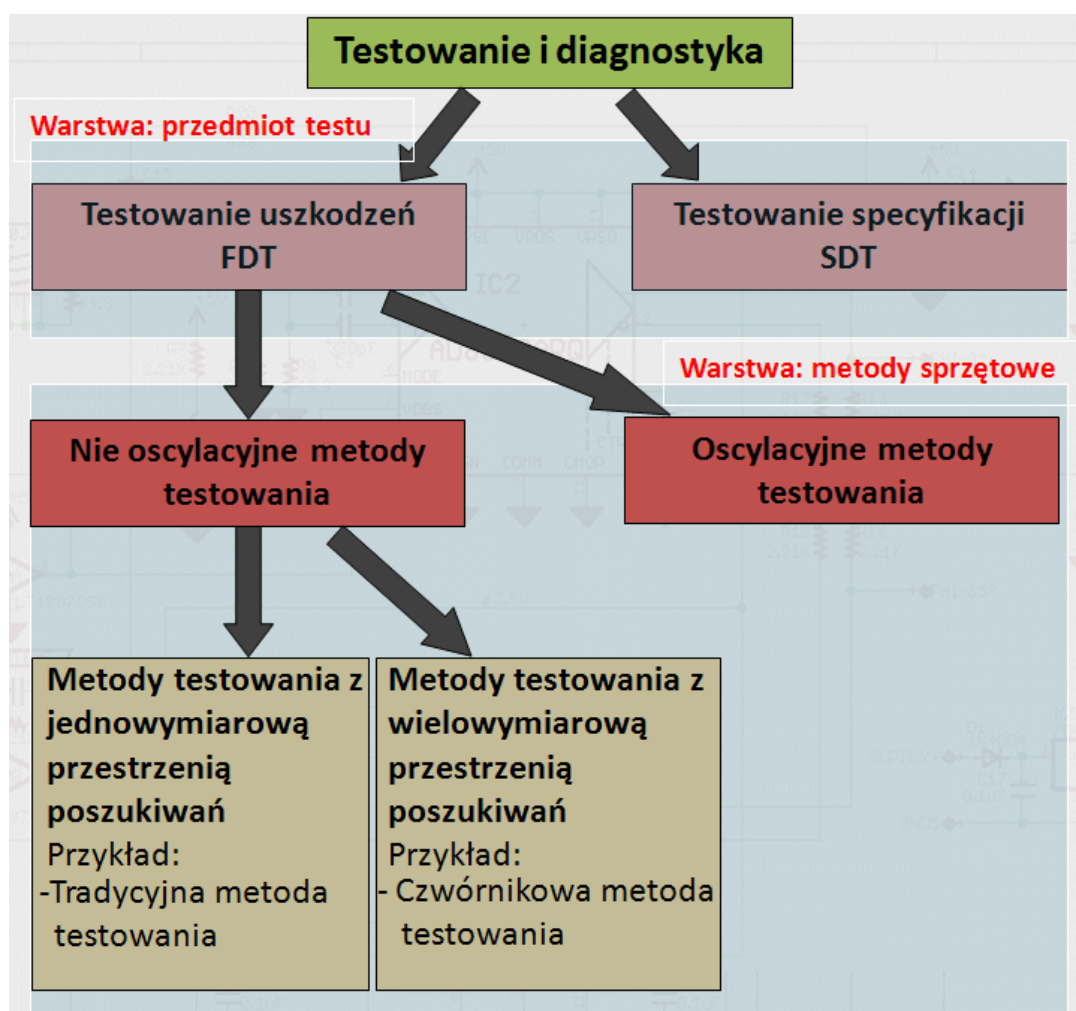 Testowanie i diagnostyka
Warstwa: przedmiot testu
Testowanie uszkodzeń
FDT
Testowanie specyfikacji
SDT
Warstwa: metody sprzętowe
Nie oscylacyjne metody
testowania
Oscylacyjne metody
testowania
Metody testowania z
jednowymiarową
przestrzenią
poszukiwań
Przykład:
-Tradycyjna metoda
testowania
Metody testowania z
wielowymiarową
przestrzenią
poszukiwań
Przykład:
- Czwórnikowa metoda
testowania